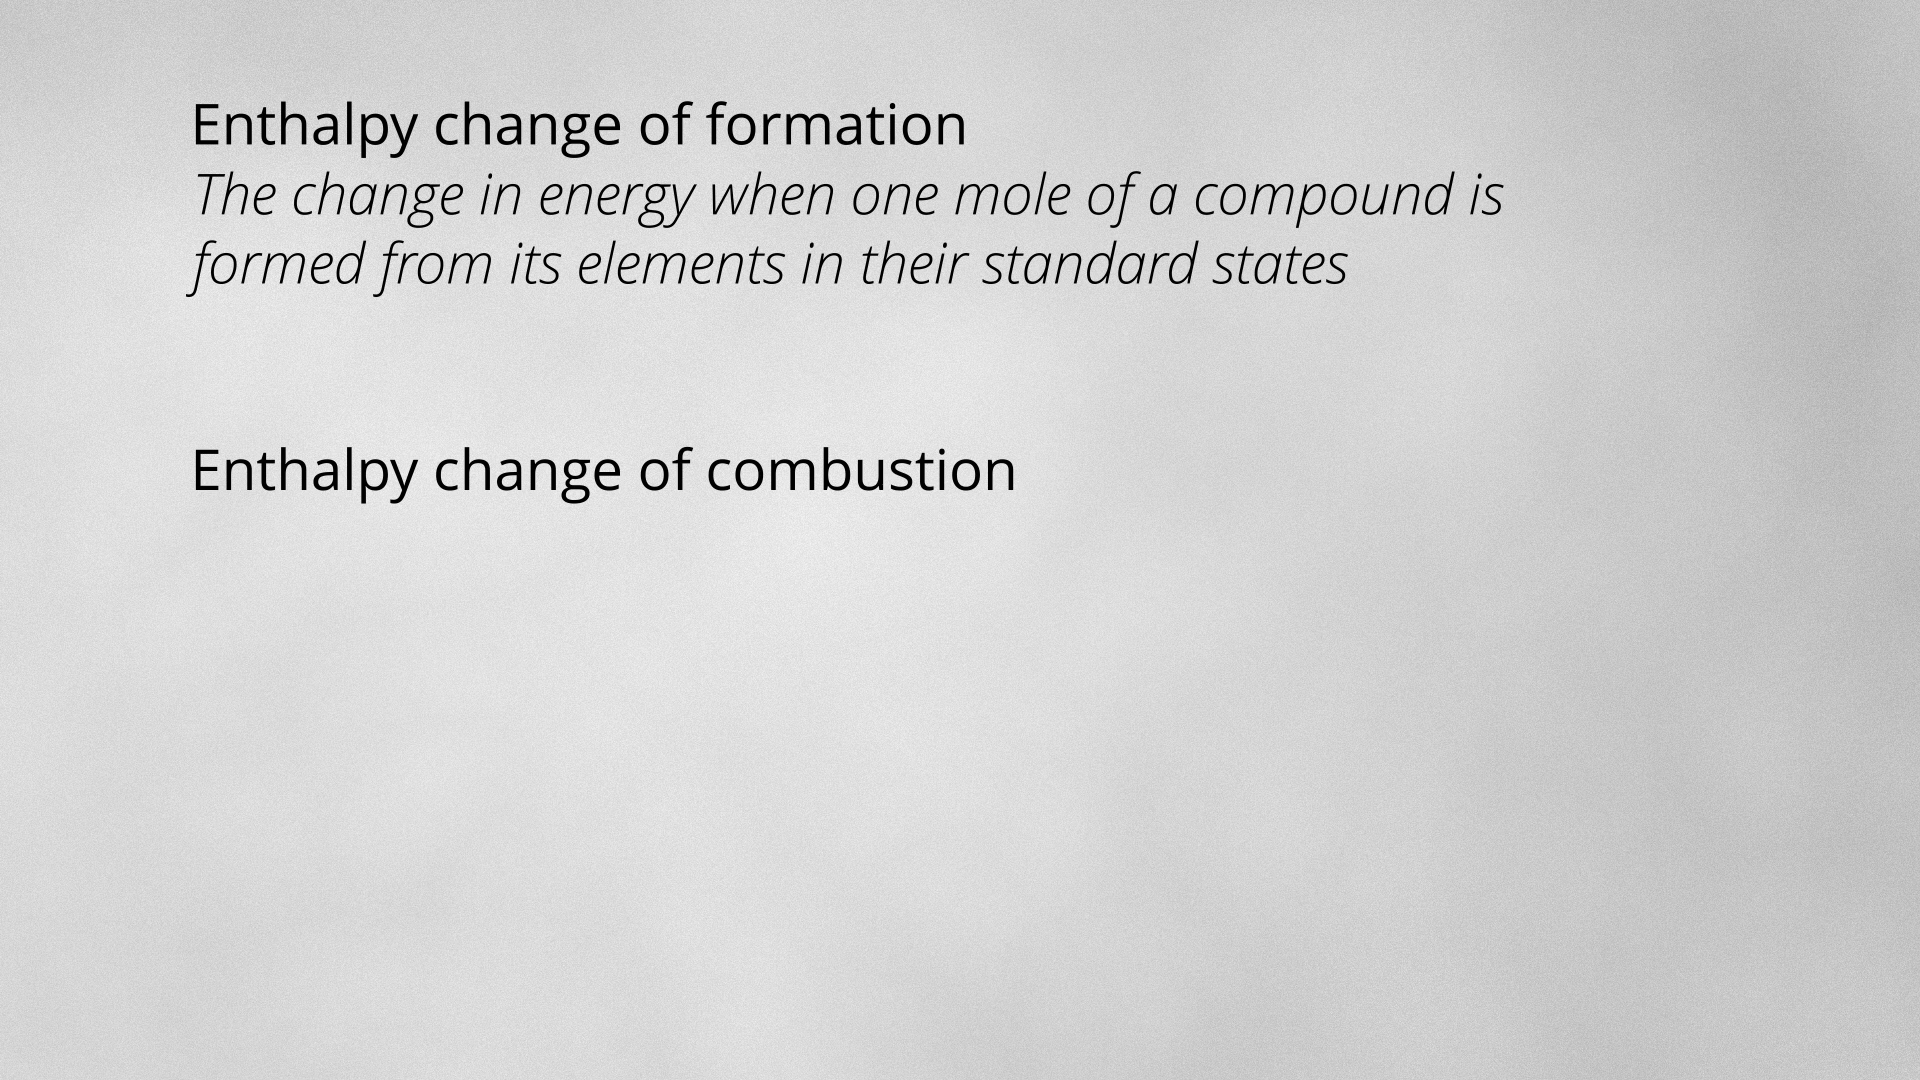 Enthalpy change of formation
The change in energy when one mole of a compound is
formed from its elements in their standard states
Enthalpy change of combustion